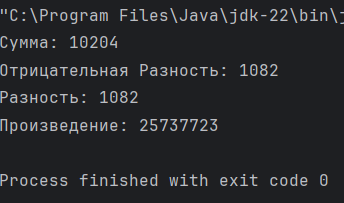 "C:\Program Files\Java\jdk-22\bin\j
Сумма: 10204
Отрицательная Разность: 1082
Разность: 1082
Произведение: 25737723
Process finished with exit code 0